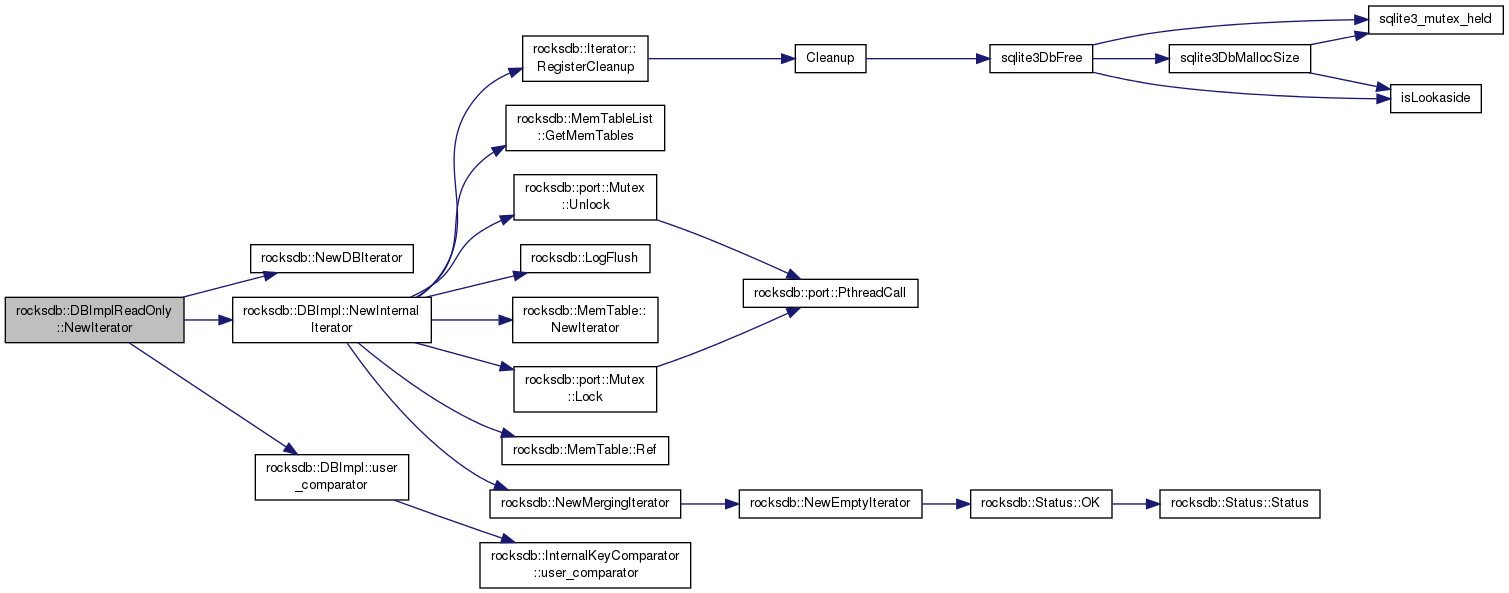 rocksdb::DBImplReadOnly
::NewIterator
rocksdb::NewDBIterator
rocksdb::DBImpl::NewInternal
Iterator
rocksdb::DBImpl::user
_comparator
rocksdb::Iterator::
RegisterCleanup
rocksdb::MemTableList
::GetMemTables
rocksdb::port::Mutex
::Unlock
rocksdb::LogFlush
rocksdb::MemTable::
NewIterator
rocksdb::port::Mutex
::Lock
rocksdb::MemTable::Ref
rocksdb::NewMergingIterator
rocksdb::InternalKeyComparator
::user_comparator
Cleanup
rocksdb::port::PthreadCall
rocksdb::NewEmptyIterator
sqlite3DbFree
rocksdb::Status::OK
sqlite3DbMallocSize
rocksdb::Status::Status
sqlite3_mutex_held
isLookaside